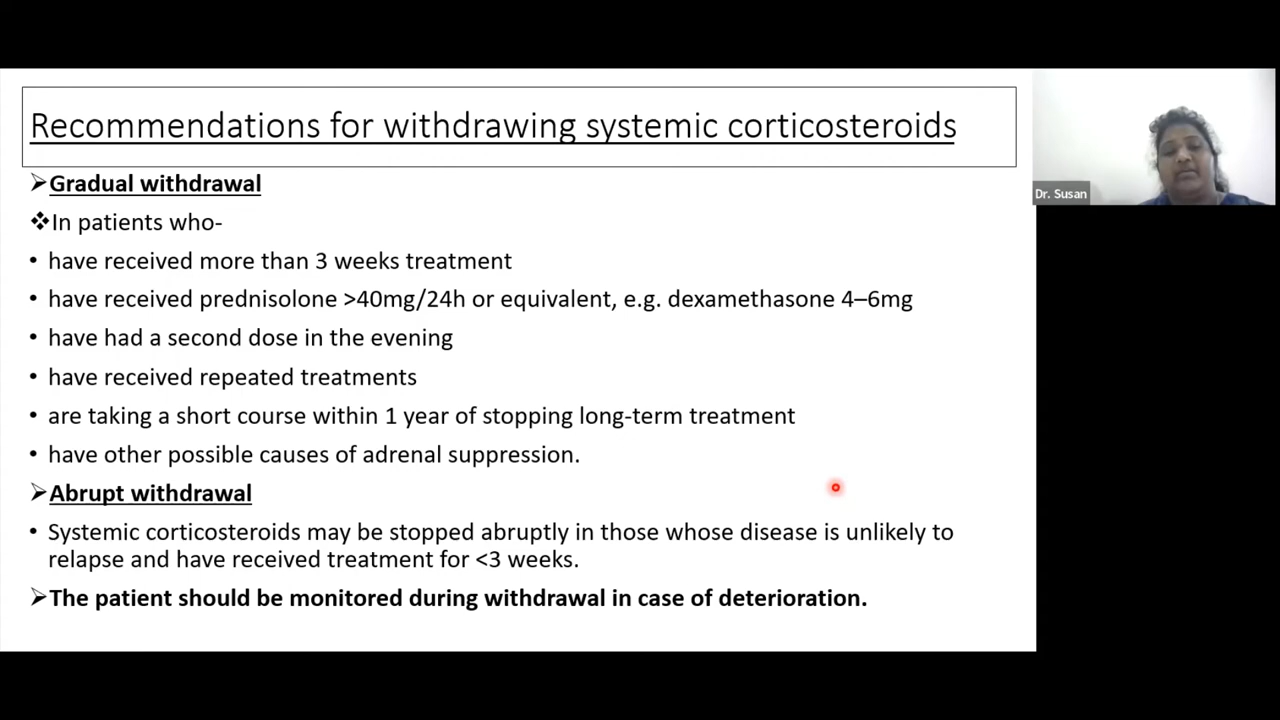 Recommendations for withdrawing systemic corticosteroids
Dr. Susan
➤Gradual withdrawal
❖In patients who-
• have received more than 3 weeks treatment
• have received prednisolone >40mg/24h or equivalent, e.g. dexamethasone 4–6mg
• have had a second dose in the evening
• have received repeated treatments
• are taking a short course within 1 year of stopping long-term treatment
• have other possible causes of adrenal suppression.
➤Abrupt withdrawal
• Systemic corticosteroids may be stopped abruptly in those whose disease is unlikely to
relapse and have received treatment for <3 weeks.
➤The patient should be monitored during withdrawal in case of deterioration.